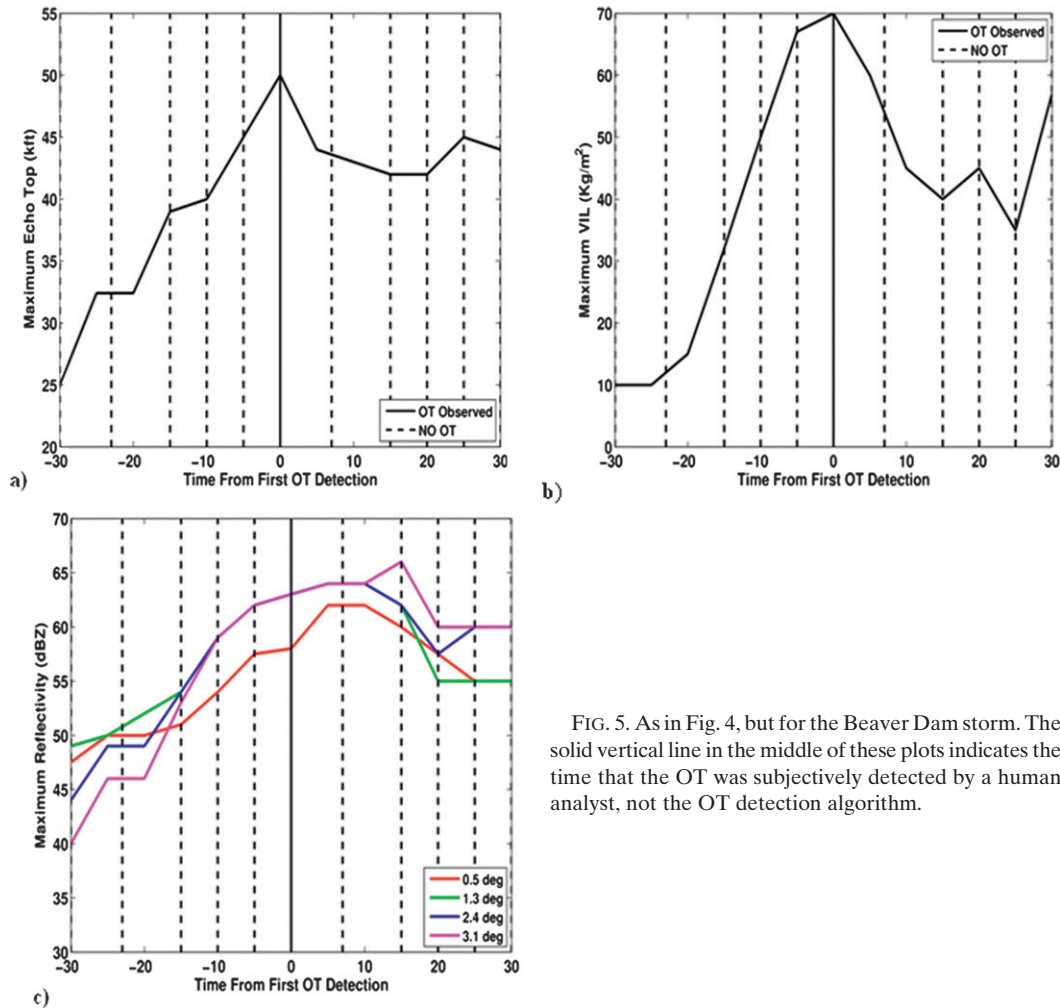 55
50
45
40
35
30
25
20
Maximum Echo Top (kft)
OT Observed
NO OT
−30 −20 −10 0 10 20 30
Time From First OT Detection
a)
70
60
50
40
30
20
10
0
Maximum VIL (Kg/m²)
OT Observed
NO OT
−30 −20 −10 0 10 20 30
Time From First OT Detection
b)
70
65
60
55
50
45
40
35
30
Maximum Reflectivity (dBZ)
0.5 deg
1.3 deg
2.4 deg
3.1 deg
−30 −20 −10 0 10 20 30
Time From First OT Detection
c)
FIG. 5. As in Fig. 4, but for the Beaver Dam storm. The
solid vertical line in the middle of these plots indicates the
time that the OT was subjectively detected by a human
analyst, not the OT detection algorithm.